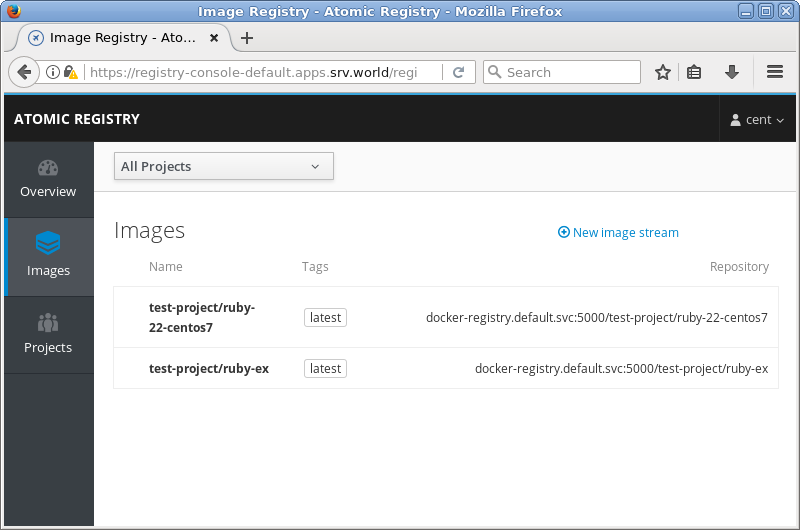 Image Registry - Atomic Registry - Mozilla Firefox
Image Registry - Ato...
https://registry-console-default.apps.srv.world/regi
Search
ATOMIC REGISTRY
cent
Overview
Images
Projects
All Projects
Images
New image stream
Name Tags Repository
test-project/ruby-
22-centos7
latest
docker-registry.default.svc:5000/test-project/ruby-22-centos7
test-project/ruby-ex
latest
docker-registry.default.svc:5000/test-project/ruby-ex